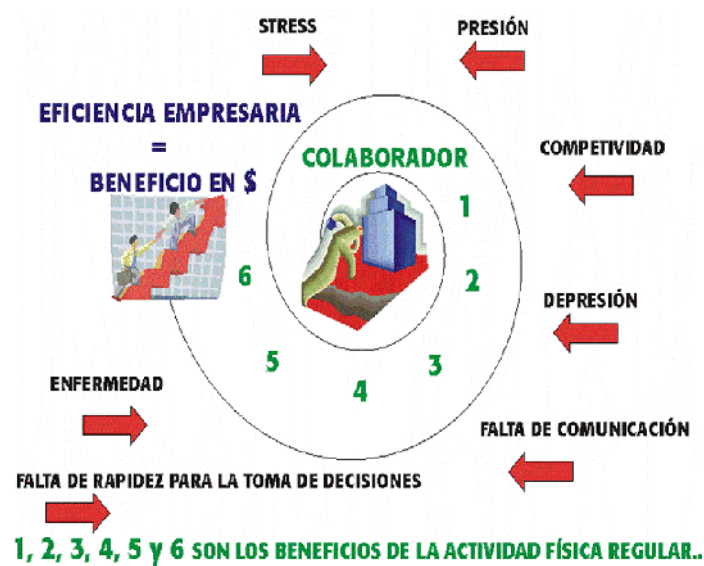 STRESS
PRESIÓN
EFICIENCIA EMPRESARIA
=
BENEFICIO EN $
COLABORADOR
COMPETIVIDAD
1
2
3
4
5
6
DEPRESIÓN
ENFERMEDAD
FALTA DE COMUNICACIÓN
FALTA DE RAPIDEZ PARA LA TOMA DE DECISIONES
1, 2, 3, 4, 5 y 6 SON LOS BENEFICIOS DE LA ACTIVIDAD FÍSICA REGULAR..